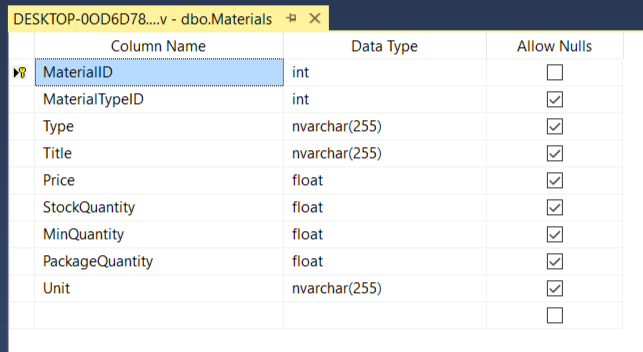 DESKTOP-0OD6D78....v - dbo.Materials
Column Name Data Type Allow Nulls
MaterialID int
MaterialTypeID int
Type nvarchar(255)
Title nvarchar(255)
Price float
StockQuantity float
MinQuantity float
PackageQuantity float
Unit nvarchar(255)